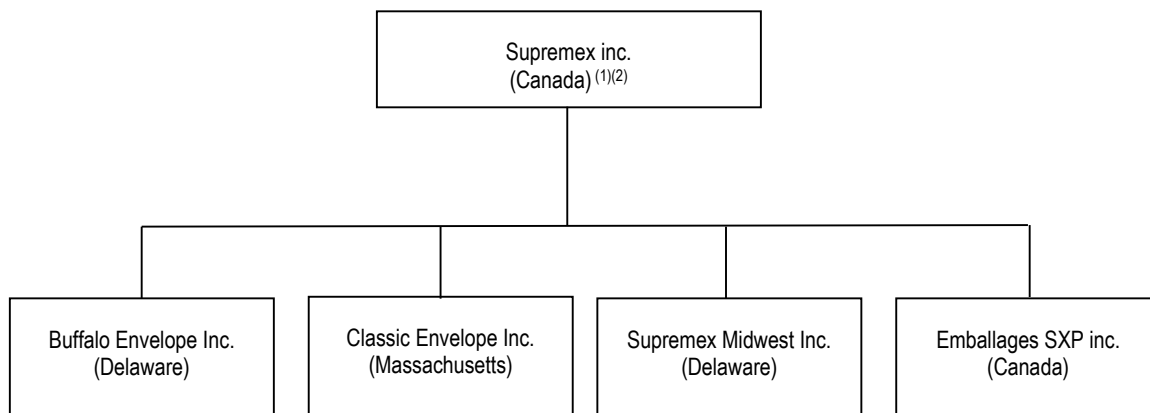 Supremex inc.
(Canada) (1)(2)
Buffalo Envelope Inc.
(Delaware)
Classic Envelope Inc.
(Massachusetts)
Supremex Midwest Inc.
(Delaware)
Emballages SXP inc.
(Canada)